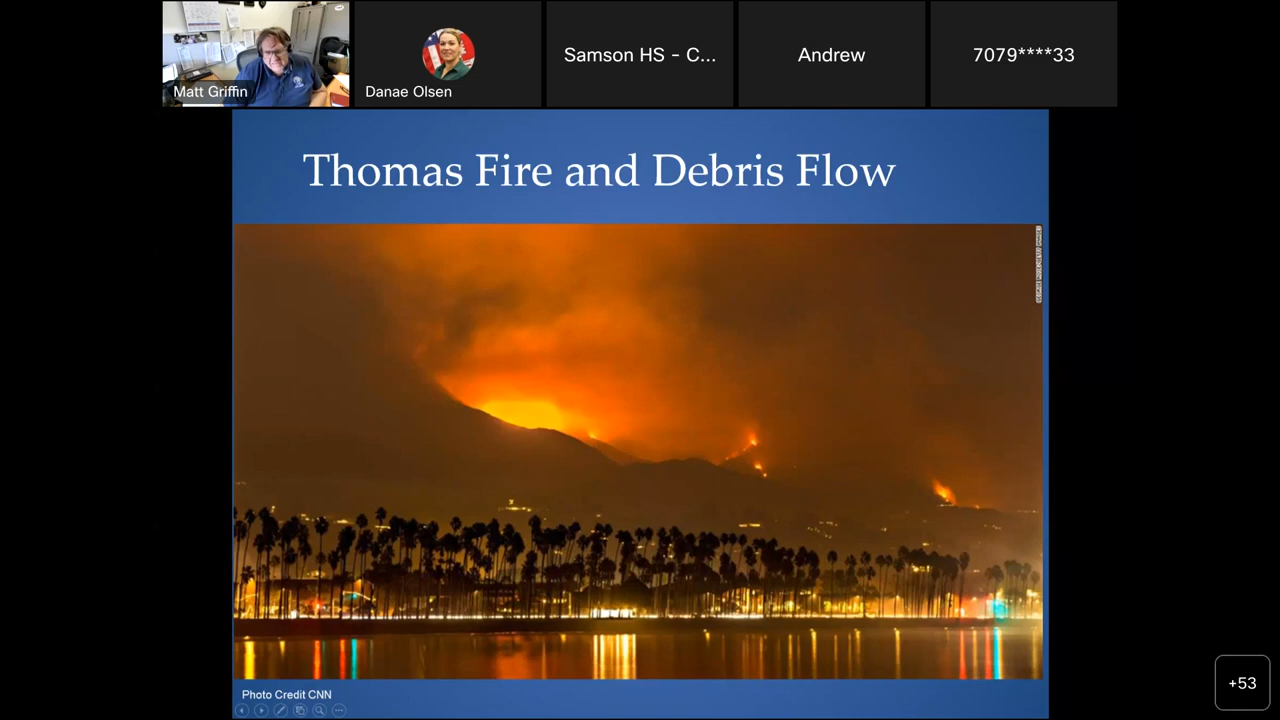 Matt Griffin
Danae Olsen
Samson HS - C...
Andrew
7079****33
Thomas Fire and Debris Flow
Photo Credit CNN
+53